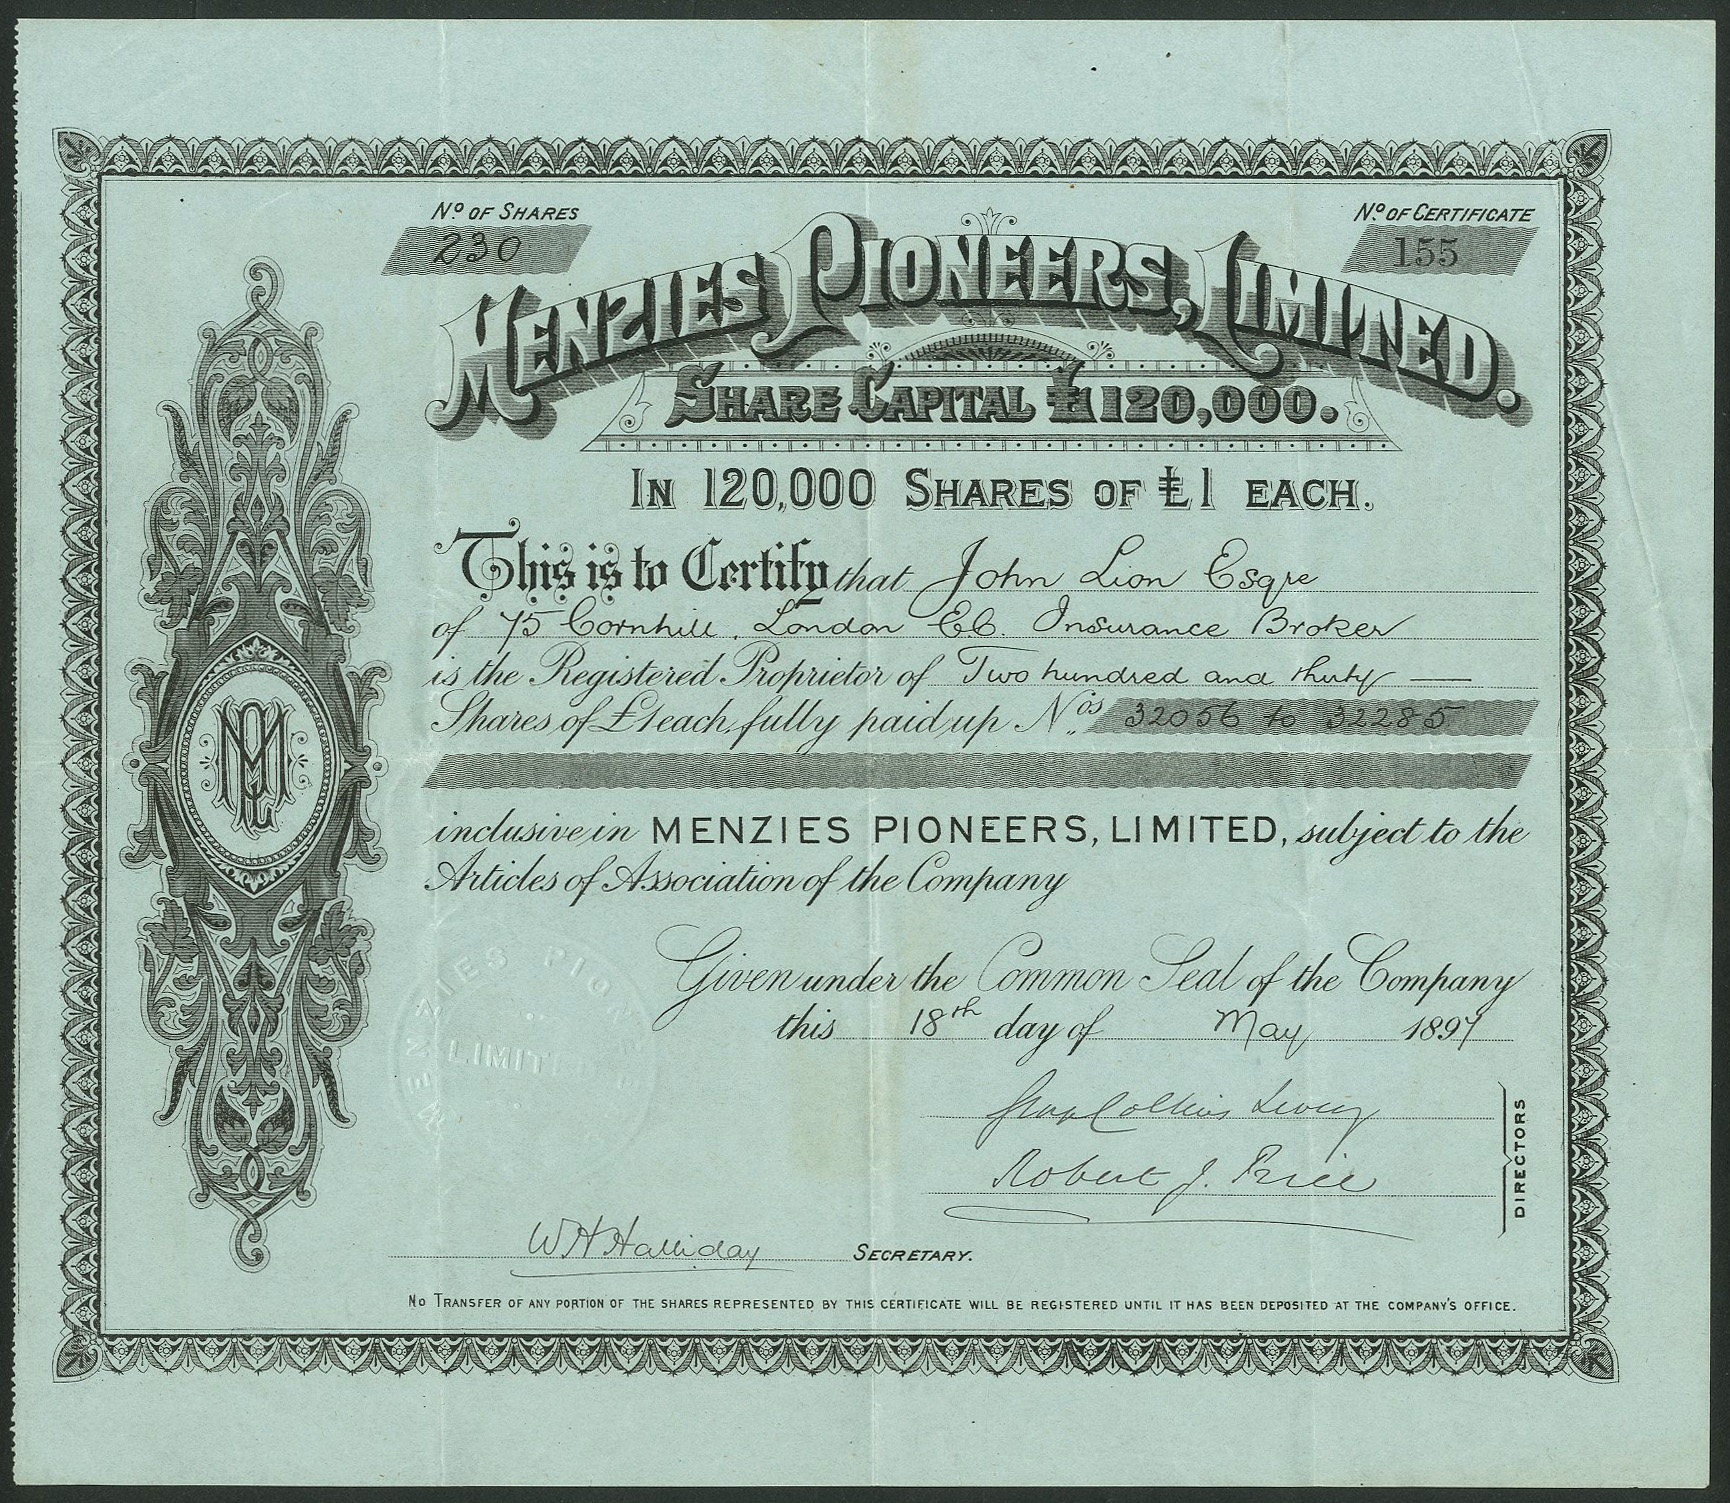 No OF SHARES
230
No OF CERTIFICATE
155
MENZIES PIONEERS, LIMITED.
SHARE CAPITAL £120,000.
IN 120,000 SHARES OF £1 EACH.
This is to Certify that John Lion Esqre
of 75 Cornhill, London E.C. Insurance Broker
is the Registered Proprietor of Two hundred and thirty —
Shares of £1 each, fully paid up Nos. 32056 to 32285
inclusive in MENZIES PIONEERS, LIMITED, subject to the
Articles of Association of the Company
Given under the Common Seal of the Company
this 18th day of May 1897
MENZIES PIONEERS
LIMITED
Collins Levey
Robert J. Price
DIRECTORS
W H Halliday SECRETARY.
No TRANSFER OF ANY PORTION OF THE SHARES REPRESENTED BY THIS CERTIFICATE WILL BE REGISTERED UNTIL IT HAS BEEN DEPOSITED AT THE COMPANY'S OFFICE.